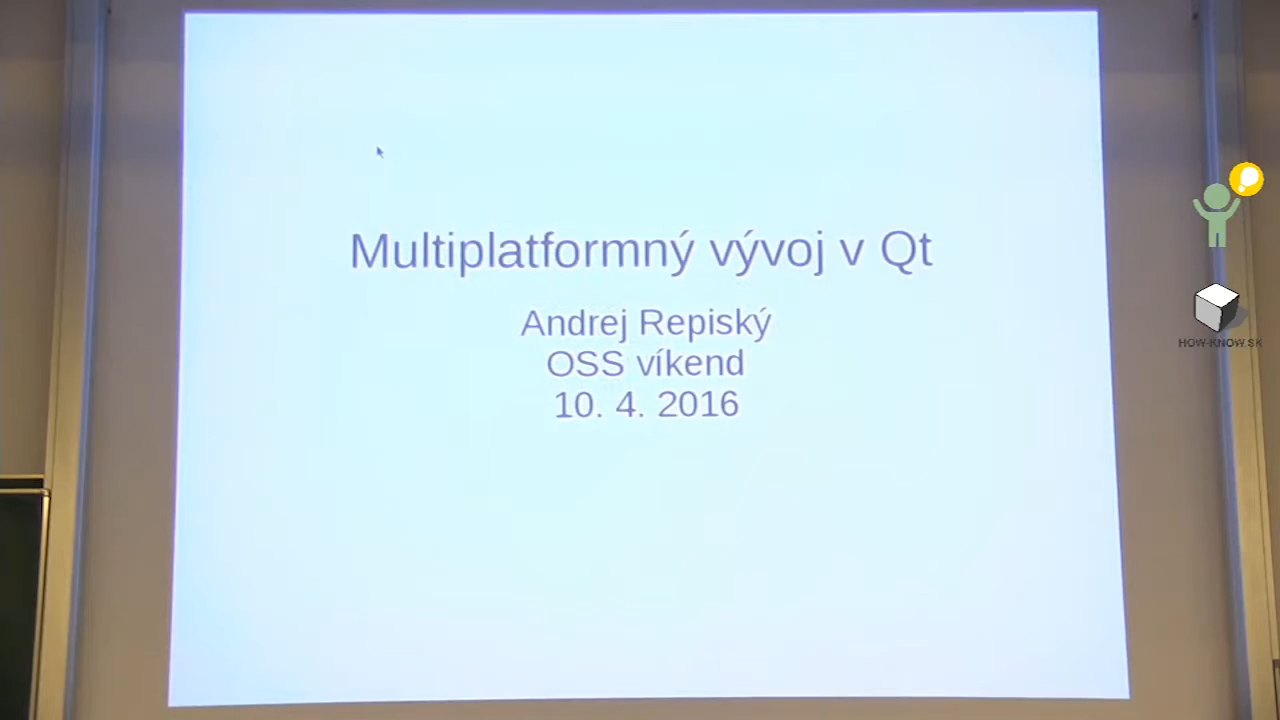 Multiplatformný vývoj v Qt
Andrej Repiský
OSS víkend
10. 4. 2016
HOW-KNOW.SK